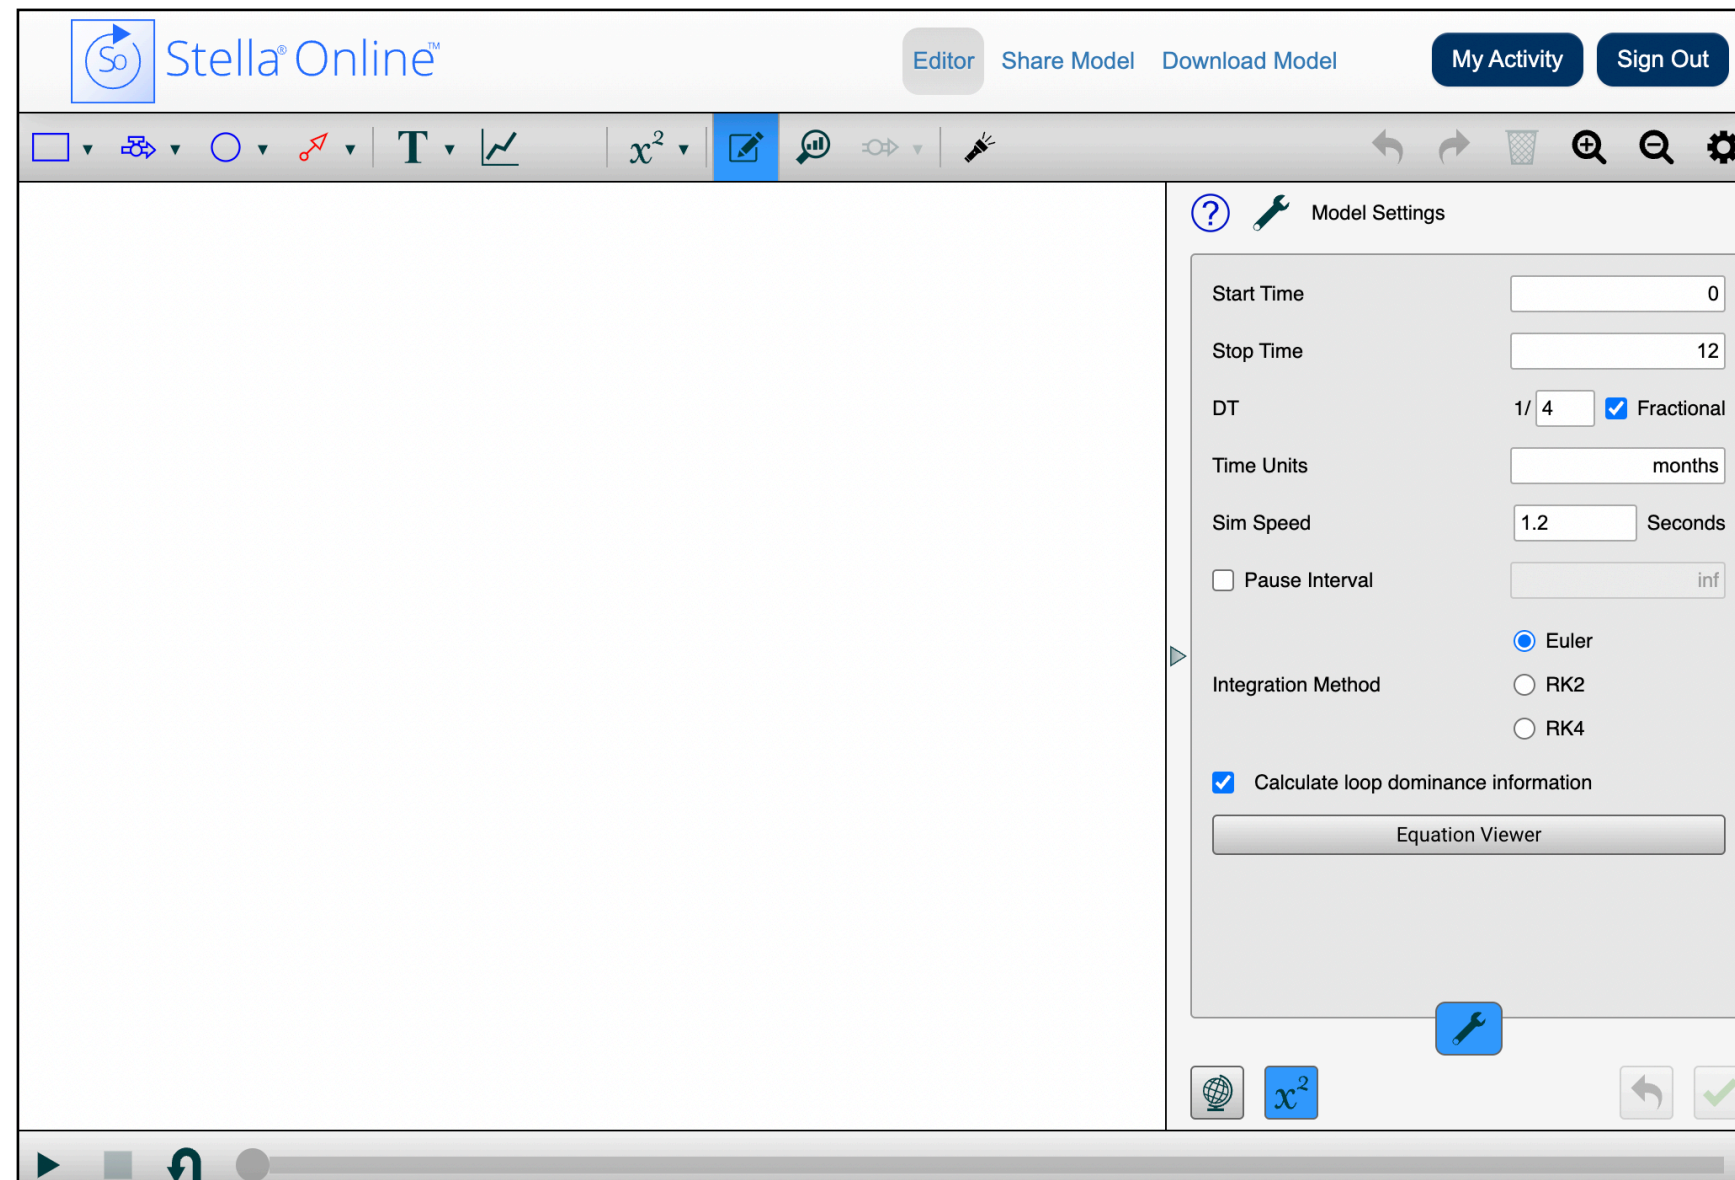 So Stella® Online™
Editor Share Model Download Model My Activity Sign Out
T x²
? Model Settings
Start Time 0
Stop Time 12
DT 1/ 4 Fractional
Time Units months
Sim Speed 1.2 Seconds
Pause Interval inf
Euler
Integration Method RK2
RK4
Calculate loop dominance information
Equation Viewer
x²